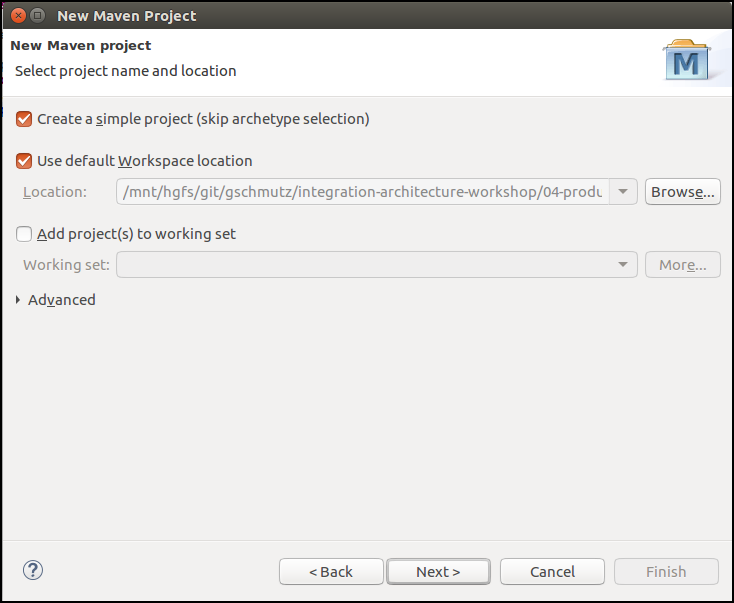 New Maven Project
New Maven project
Select project name and location
M
Create a simple project (skip archetype selection)
Use default Workspace location
Location: /mnt/hgfs/git/gschmutz/integration-architecture-workshop/04-produ Browse...
Add project(s) to working set
Working set: More...
Advanced
? < Back Next > Cancel Finish